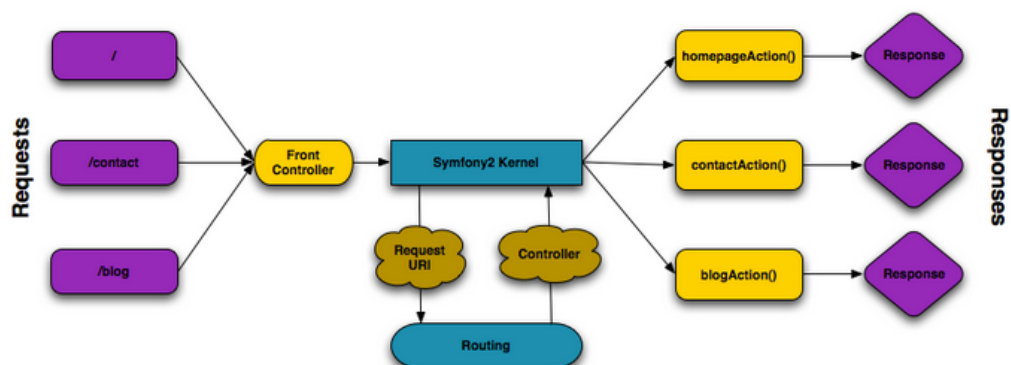 Requests
/
/contact
/blog
Front
Controller
Symfony2 Kernel
Request
URI
Controller
Routing
homepageAction()
contactAction()
blogAction()
Response
Response
Response
Responses